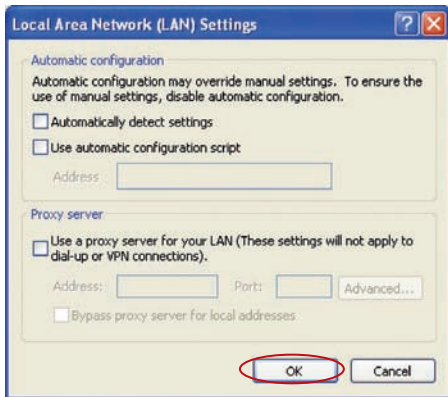 Local Area Network (LAN) Settings
Automatic configuration
Automatic configuration may override manual settings. To ensure the
use of manual settings, disable automatic configuration.
Automatically detect settings
Use automatic configuration script
Address
Proxy server
Use a proxy server for your LAN (These settings will not apply to
dial-up or VPN connections).
Address: Port: Advanced...
Bypass proxy server for local addresses
OK Cancel